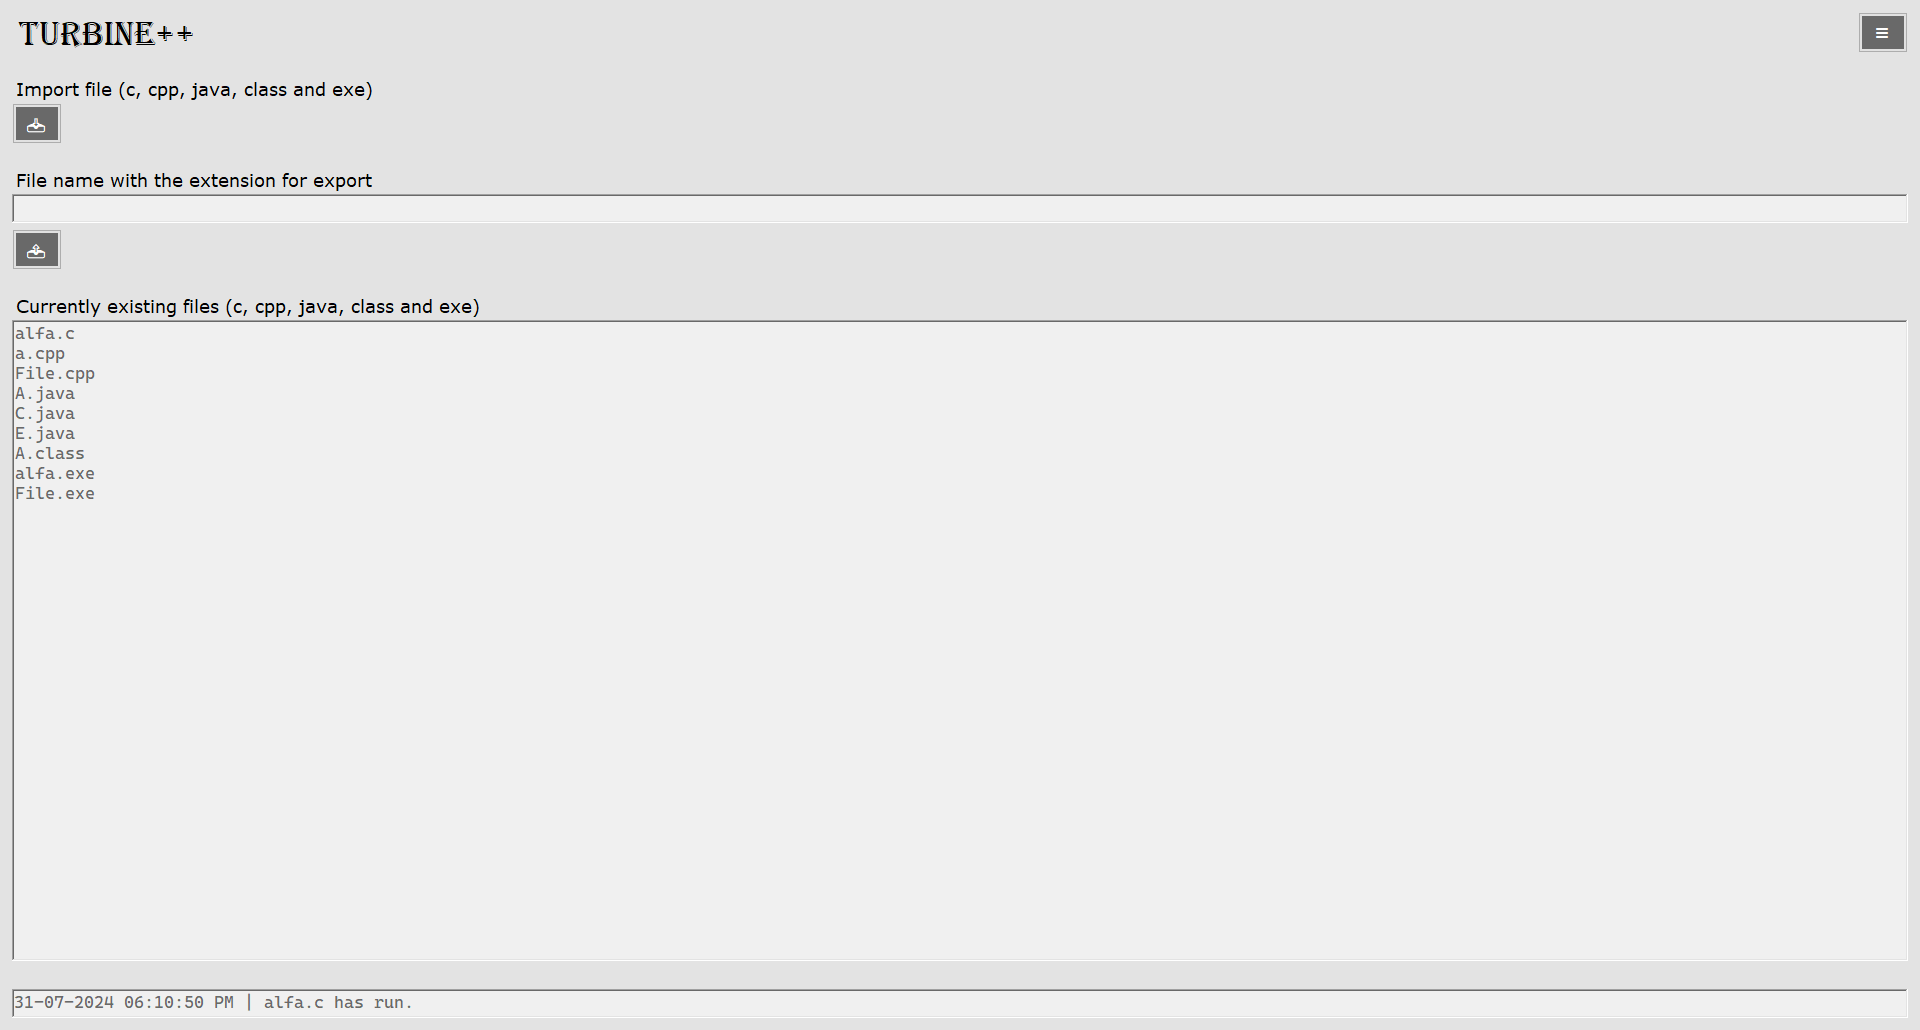 TURBINE++
Import file (c, cpp, java, class and exe)
File name with the extension for export
Currently existing files (c, cpp, java, class and exe)
alfa.c
a.cpp
File.cpp
A.java
C.java
E.java
A.class
alfa.exe
File.exe
31-07-2024 06:10:50 PM | alfa.c has run.